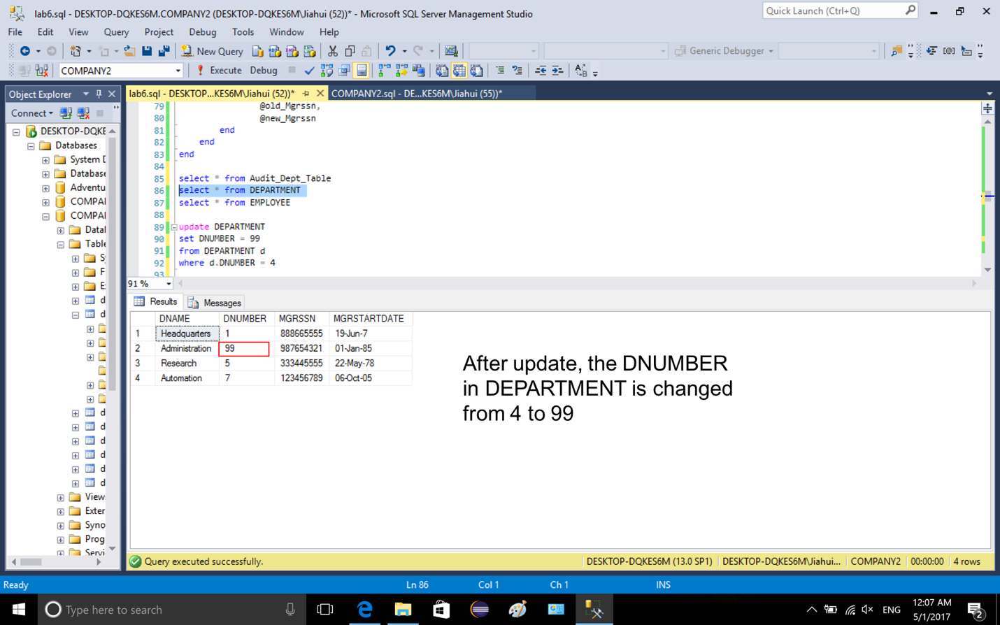 lab6.sql - DESKTOP-DQKES6M.COMPANY2 (DESKTOP-DQKES6M\Jiahui (52))* - Microsoft SQL Server Management Studio
Quick Launch (Ctrl+Q)
File Edit View Query Project Debug Tools Window Help
New Query
Generic Debugger
COMPANY2
Execute Debug
Object Explorer
lab6.sql - DESKTOP...KES6M\Jiahui (52))*
COMPANY2.sql - DE...KES6M\Jiahui (55))*
Connect
DESKTOP-DQKE
Databases
System D
Database
Adventu
COMPA
COMPA
Datal
Table
S
F
E
d
d
d
d
d
d
d
d
View
Exter
Syno
Prog
Servi
79 @old_Mgrssn,
80 @new_Mgrssn
81 end
82 end
83 end
84
85 select * from Audit_Dept_Table
86 select * from DEPARTMENT
87 select * from EMPLOYEE
88
89 update DEPARTMENT
90 set DNUMBER = 99
91 from DEPARTMENT d
92 where d.DNUMBER = 4
93
91 %
Results Messages
DNAME DNUMBER MGRSSN MGRSTARTDATE
1 Headquarters 1 888665555 19-Jun-7
2 Administration 99 987654321 01-Jan-85
3 Research 5 333445555 22-May-78
4 Automation 7 123456789 06-Oct-05
After update, the DNUMBER
in DEPARTMENT is changed
from 4 to 99
Query executed successfully.
DESKTOP-DQKES6M (13.0 SP1) DESKTOP-DQKES6M\Jiahui... COMPANY2 00:00:00 4 rows
Ready Ln 86 Col 1 Ch 1 INS
Type here to search
ENG
12:07 AM
5/1/2017
2